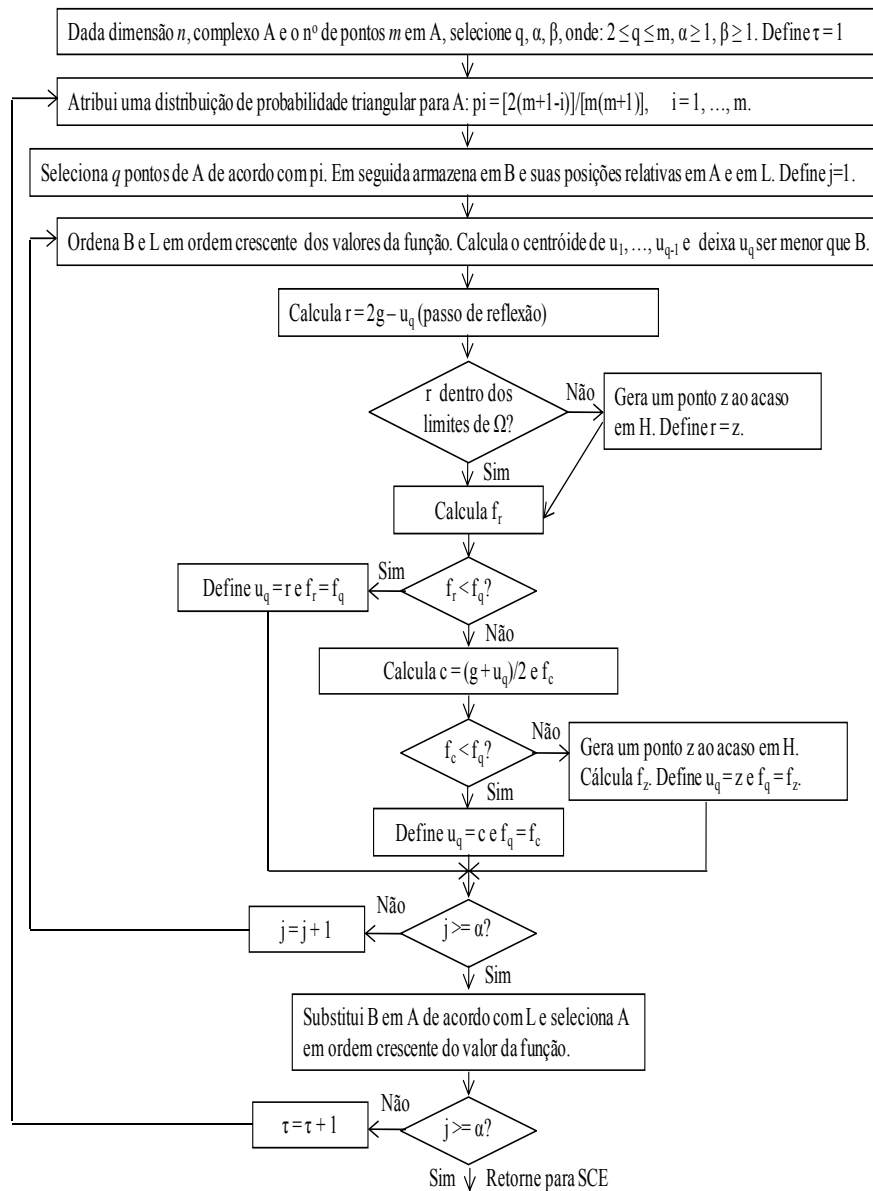 Dada dimensão n, complexo A e o nº de pontos m em A, selecione q, α, β, onde: 2 ≤ q ≤ m, α ≥ 1, β ≥ 1. Define τ = 1
Atribui uma distribuição de probabilidade triangular para A: pi = [2(m+1-i)]/[m(m+1)], i = 1, …, m.
Seleciona q pontos de A de acordo com pi. Em seguida armazena em B e suas posições relativas em A e em L. Define j=1.
Ordena B e L em ordem crescente dos valores da função. Calcula o centróide de u1, …, uq-1 e deixa uq ser menor que B.
Calcula r = 2g – uq (passo de reflexão)
r dentro dos
limites de Ω?
Não
Gera um ponto z ao acaso
em H. Define r = z.
Sim
Calcula fr
fr < fq?
Sim
Define uq = r e fr = fq
Não
Calcula c = (g + uq)/2 e fc
fc < fq?
Não
Gera um ponto z ao acaso em H.
Cálcula fz. Define uq = z e fq = fz.
Sim
Define uq = c e fq = fc
j >= α?
Não
j = j + 1
Sim
Substitui B em A de acordo com L e seleciona A
em ordem crescente do valor da função.
j >= α?
Não
τ = τ + 1
Sim
Retorne para SCE